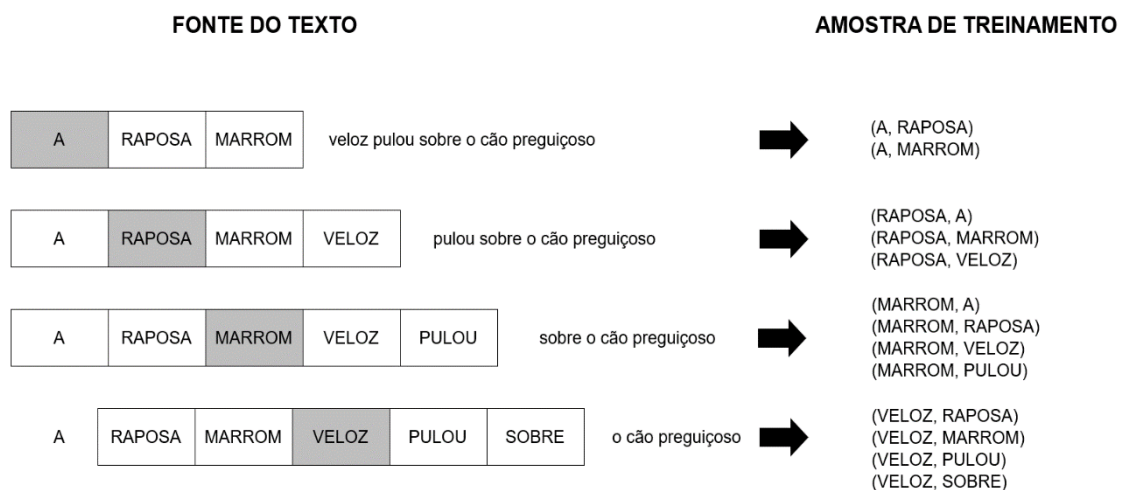 FONTE DO TEXTO
AMOSTRA DE TREINAMENTO
A RAPOSA MARROM veloz pulou sobre o cão preguiçoso
(A, RAPOSA)
(A, MARROM)
A RAPOSA MARROM VELOZ pulou sobre o cão preguiçoso
(RAPOSA, A)
(RAPOSA, MARROM)
(RAPOSA, VELOZ)
A RAPOSA MARROM VELOZ PULOU sobre o cão preguiçoso
(MARROM, A)
(MARROM, RAPOSA)
(MARROM, VELOZ)
(MARROM, PULOU)
A RAPOSA MARROM VELOZ PULOU SOBRE o cão preguiçoso
(VELOZ, RAPOSA)
(VELOZ, MARROM)
(VELOZ, PULOU)
(VELOZ, SOBRE)